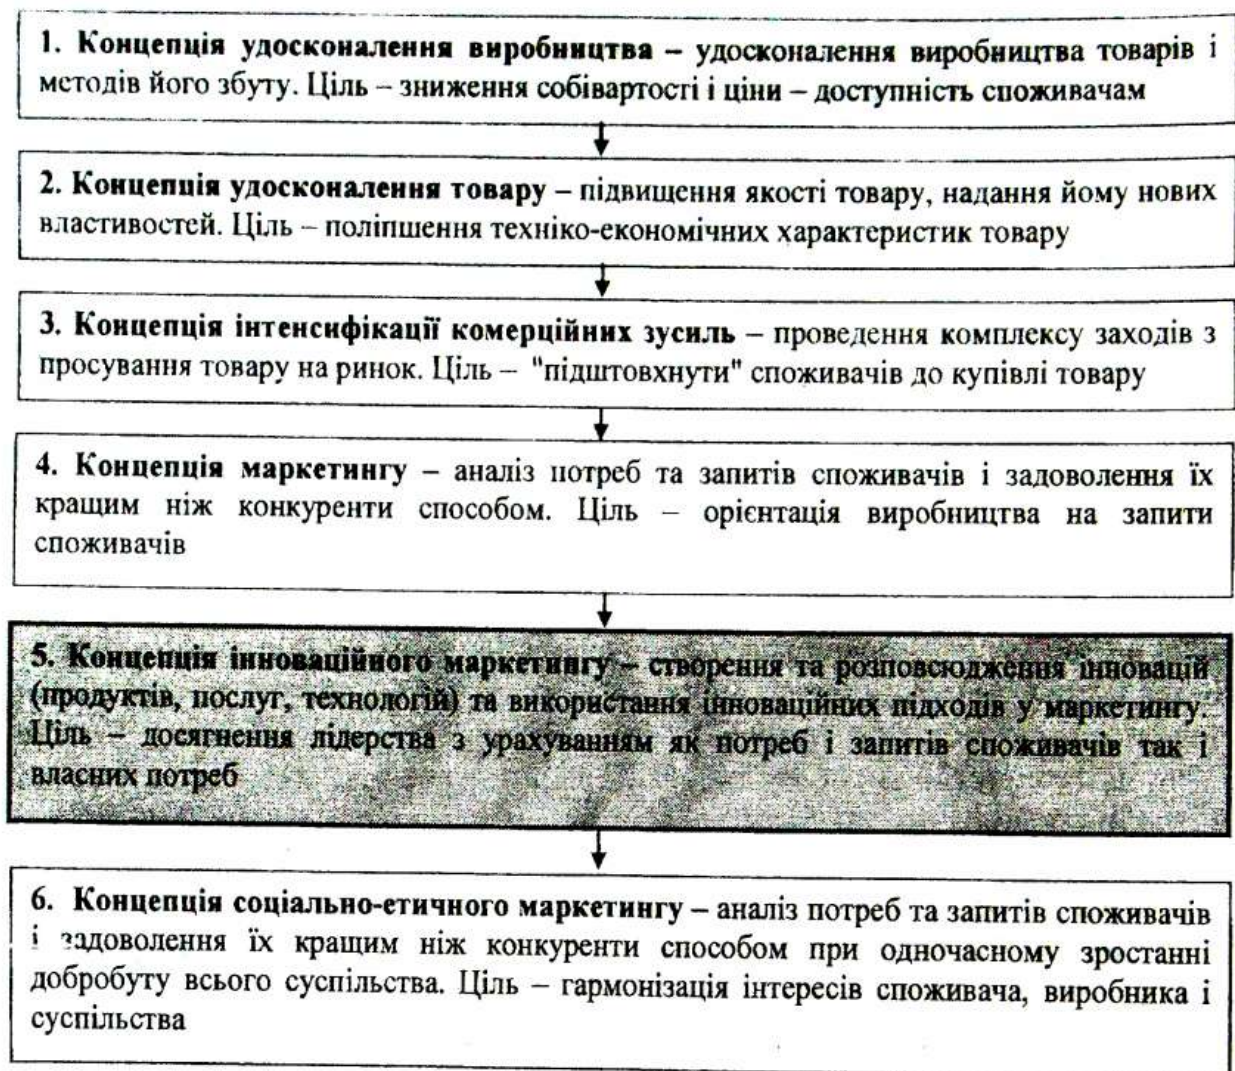 1. Концепція удосконалення виробництва – удосконалення виробництва товарів і
методів його збуту. Ціль – зниження собівартості і ціни – доступність споживачам
2. Концепція удосконалення товару – підвищення якості товару, надання йому нових
властивостей. Ціль – поліпшення техніко-економічних характеристик товару
3. Концепція інтенсифікації комерційних зусиль – проведення комплексу заходів з
просування товару на ринок. Ціль – "підштовхнути" споживачів до купівлі товару
4. Концепція маркетингу – аналіз потреб та запитів споживачів і задоволення їх
кращим ніж конкуренти способом. Ціль – орієнтація виробництва на запити
споживачів
5. Концепція інноваційного маркетингу – створення та розповсюдження інновацій
(продуктів, послуг, технологій) та використання інноваційних підходів у маркетингу.
Ціль – досягнення лідерства з урахуванням як потреб і запитів споживачів так і
власних потреб
6. Концепція соціально-етичного маркетингу – аналіз потреб та запитів споживачів
і задоволення їх кращим ніж конкуренти способом при одночасному зростанні
добробуту всього суспільства. Ціль – гармонізація інтересів споживача, виробника і
суспільства